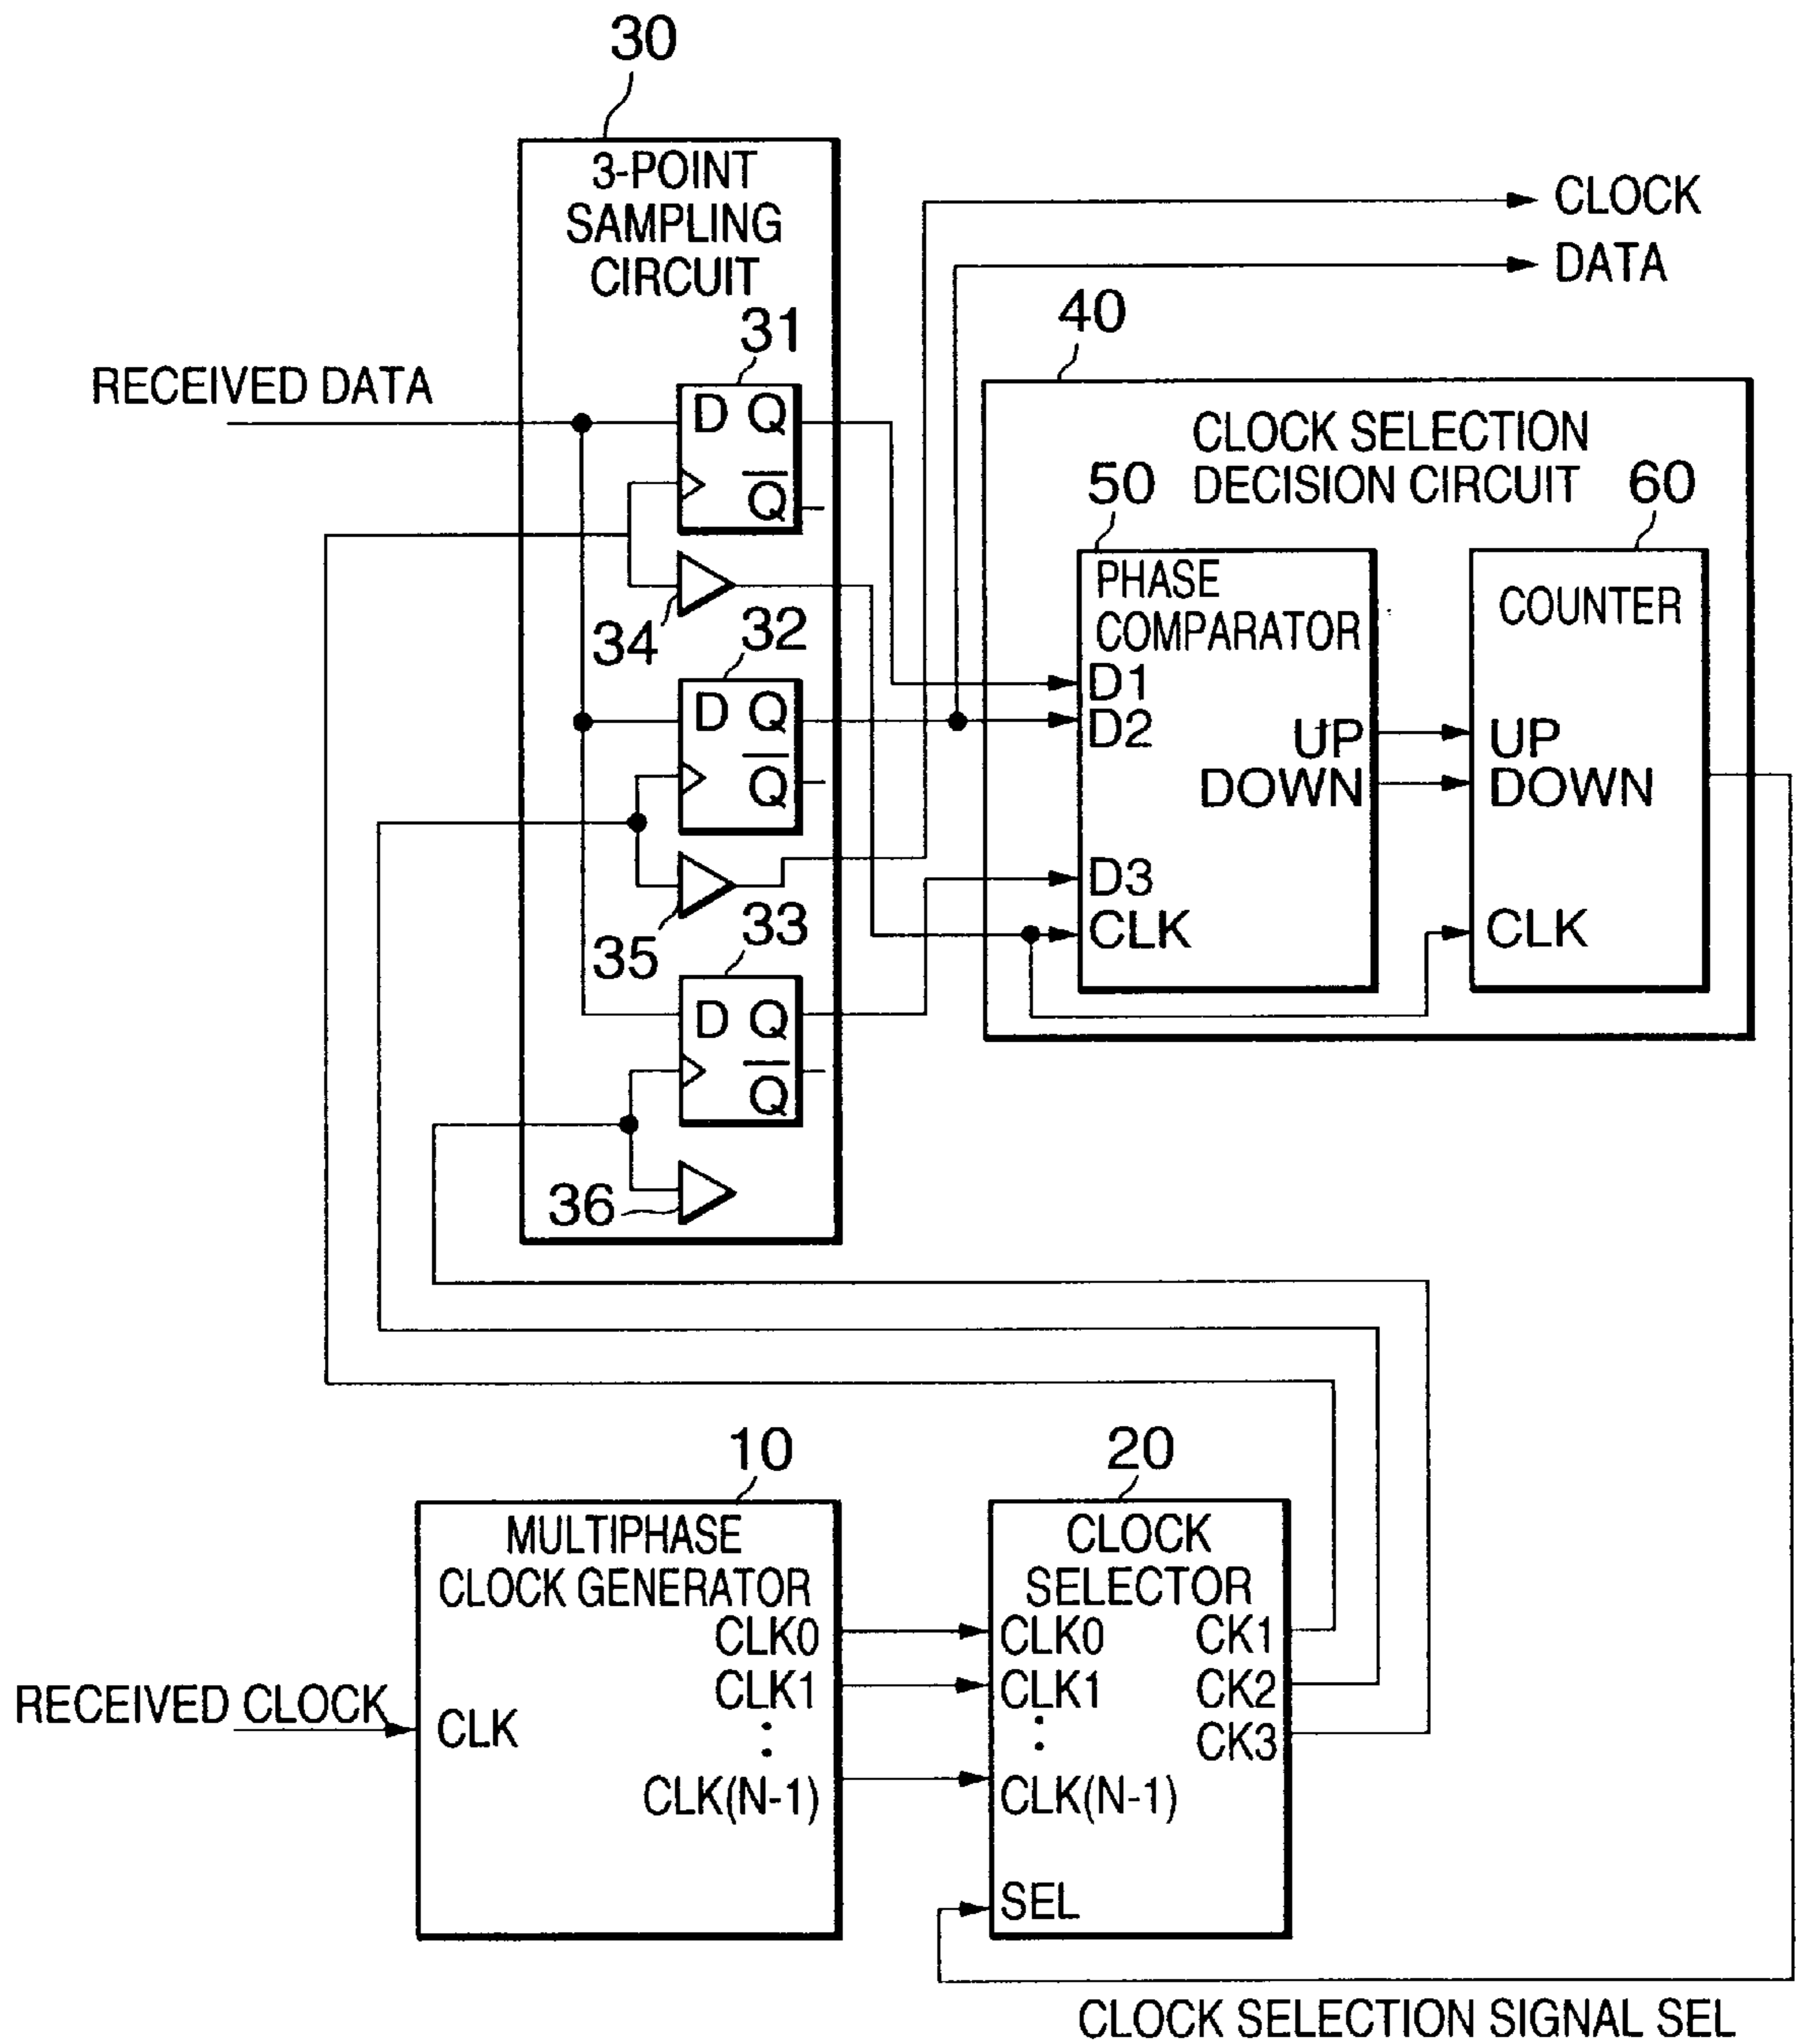 30
3-POINT
SAMPLING
CIRCUIT
CLOCK
DATA
40
31
RECEIVED DATA
D Q
Q
CLOCK SELECTION
DECISION CIRCUIT
50
60
PHASE
COMPARATOR
COUNTER
34
32
D Q
Q
D1
D2
UP
DOWN
UP
DOWN
D3
CLK
CLK
35
33
D Q
Q
36
10
20
MULTIPHASE
CLOCK GENERATOR
CLK0
CLK1
:
CLK(N-1)
RECEIVED CLOCK
CLK
CLOCK
SELECTOR
CLK0
CLK1
:
CLK(N-1)
CK1
CK2
CK3
SEL
CLOCK SELECTION SIGNAL SEL